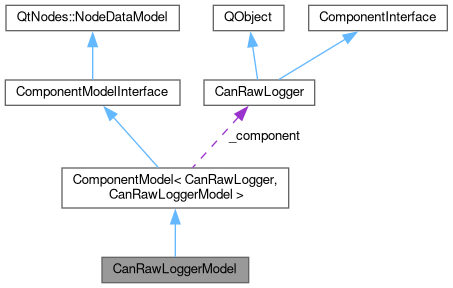 QtNodes::NodeDataModel
QObject
ComponentInterface
ComponentModelInterface
CanRawLogger
_component
ComponentModel< CanRawLogger,
CanRawLoggerModel >
CanRawLoggerModel